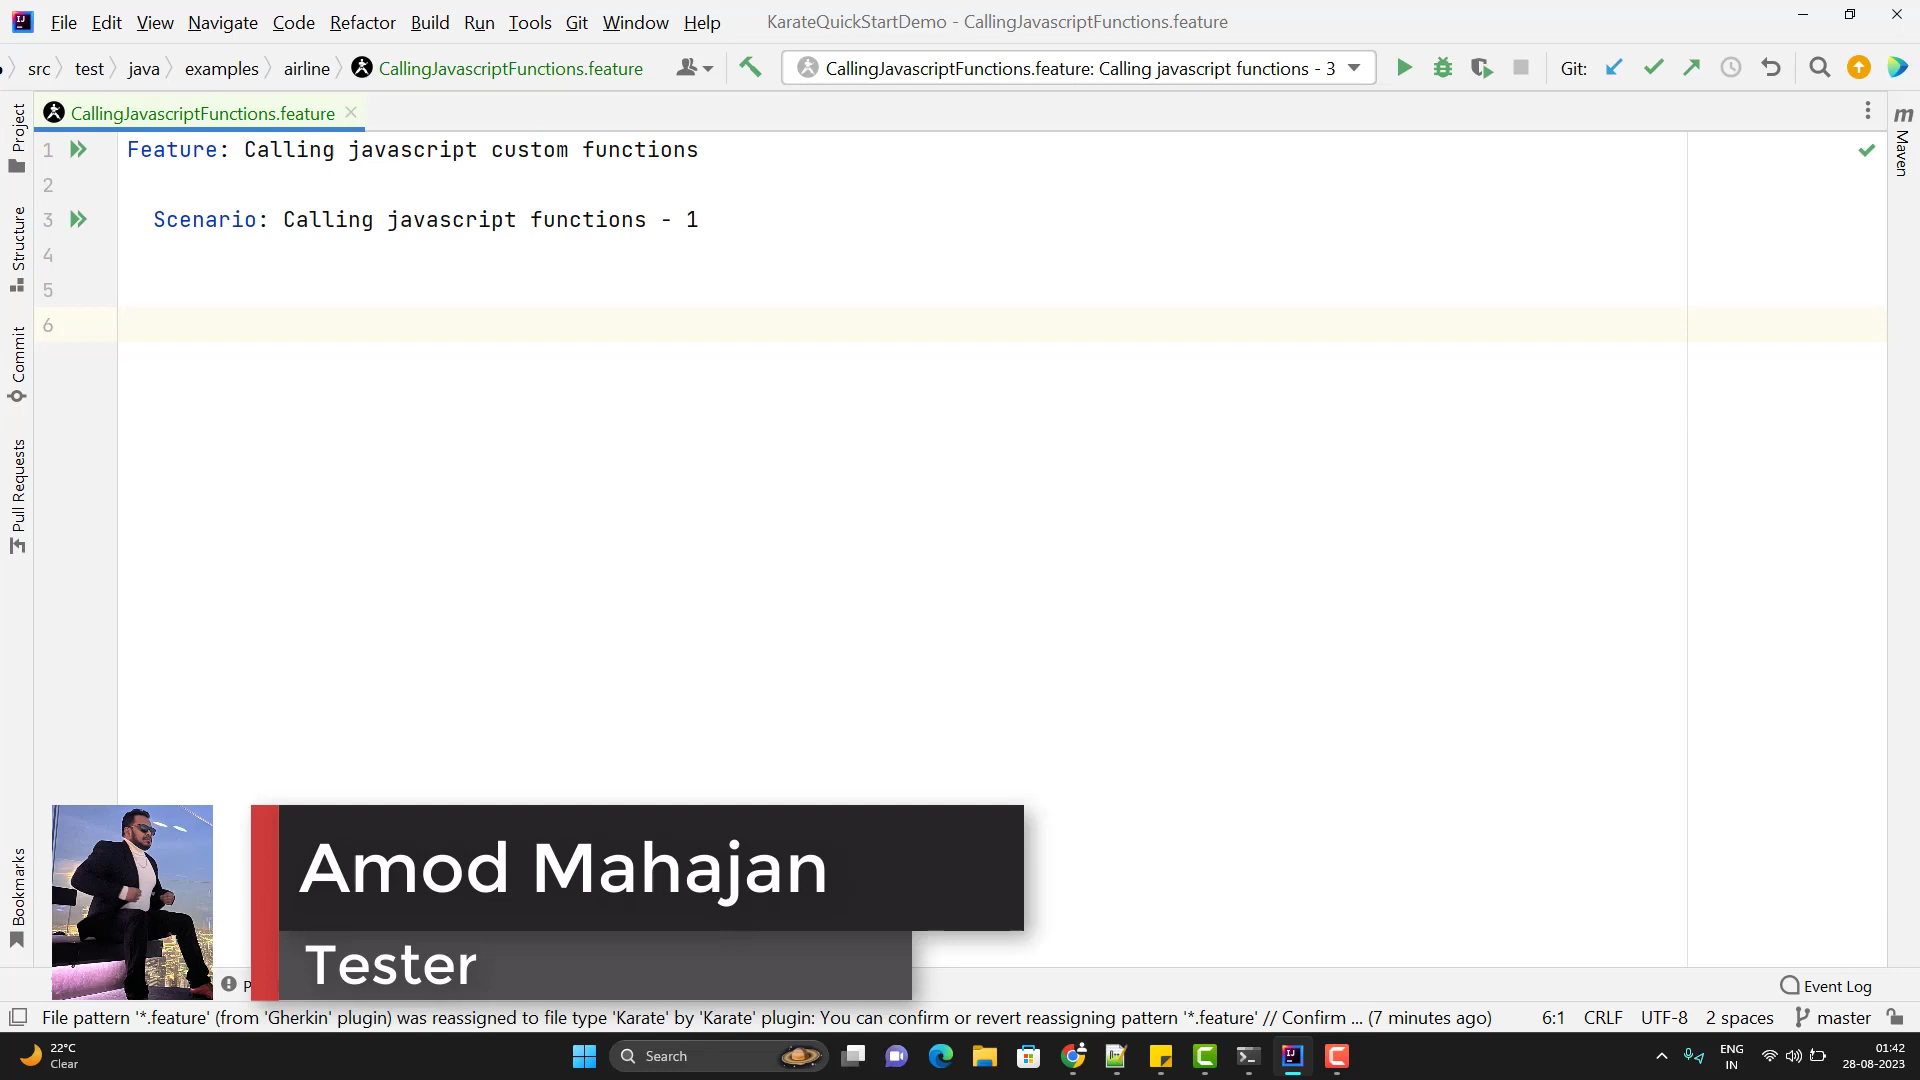 File Edit View Navigate Code Refactor Build Run Tools Git Window Help KarateQuickStartDemo - CallingJavascriptFunctions.feature
src test java examples airline CallingJavascriptFunctions.feature CallingJavascriptFunctions.feature: Calling javascript functions - 3 Git:
CallingJavascriptFunctions.feature
Project
Structure
Commit
Pull Requests
Bookmarks
m Maven
1 Feature: Calling javascript custom functions
2
3 Scenario: Calling javascript functions - 1
4
5
6
Amod Mahajan
Tester
P
Event Log
File pattern '*.feature' (from 'Gherkin' plugin) was reassigned to file type 'Karate' by 'Karate' plugin: You can confirm or revert reassigning pattern '*.feature' // Confirm ... (7 minutes ago) 6:1 CRLF UTF-8 2 spaces master
22°C
Clear
Search
ENG
IN
01:42
28-08-2023